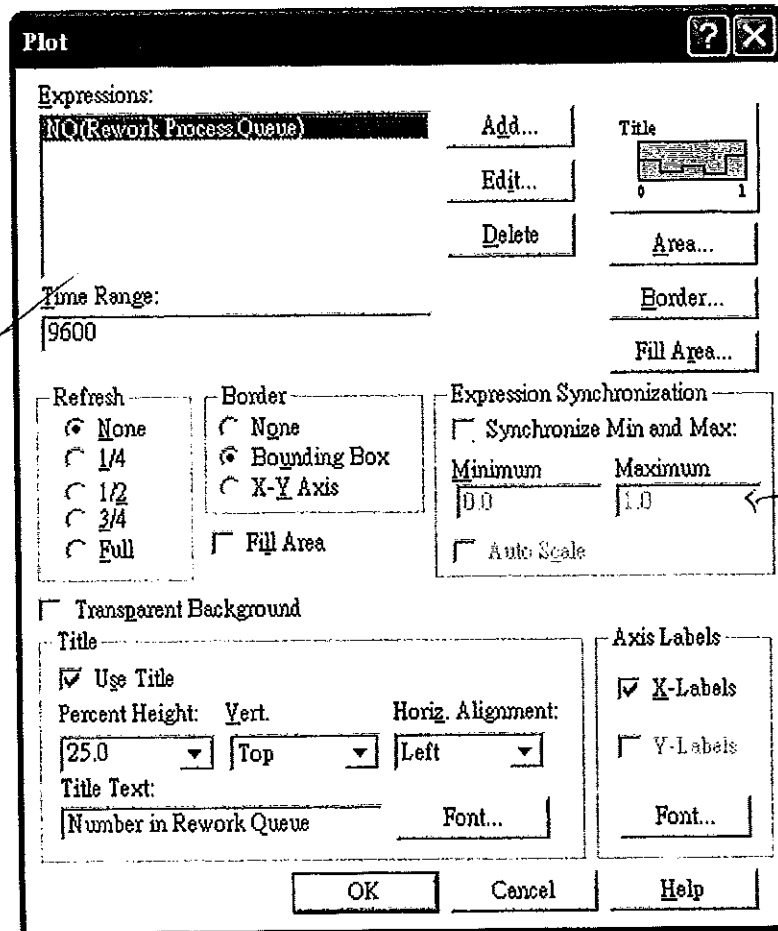 Plot
Expressions:
NQ(Rework Process.Queue)
Add...
Edit...
Delete
Title
0 1
Area...
Border...
Fill Area...
Time Range:
9600
Refresh
None
1/4
1/2
3/4
Full
Border
None
Bounding Box
X-Y Axis
Fill Area
Expression Synchronization
Synchronize Min and Max:
Minimum Maximum
0.0 1.0
Auto Scale
Transparent Background
Title
Use Title
Percent Height: Vert. Horiz. Alignment:
25.0 Top Left
Title Text:
Number in Rework Queue
Font...
Axis Labels
X-Labels
Y-Labels
Font...
OK Cancel Help